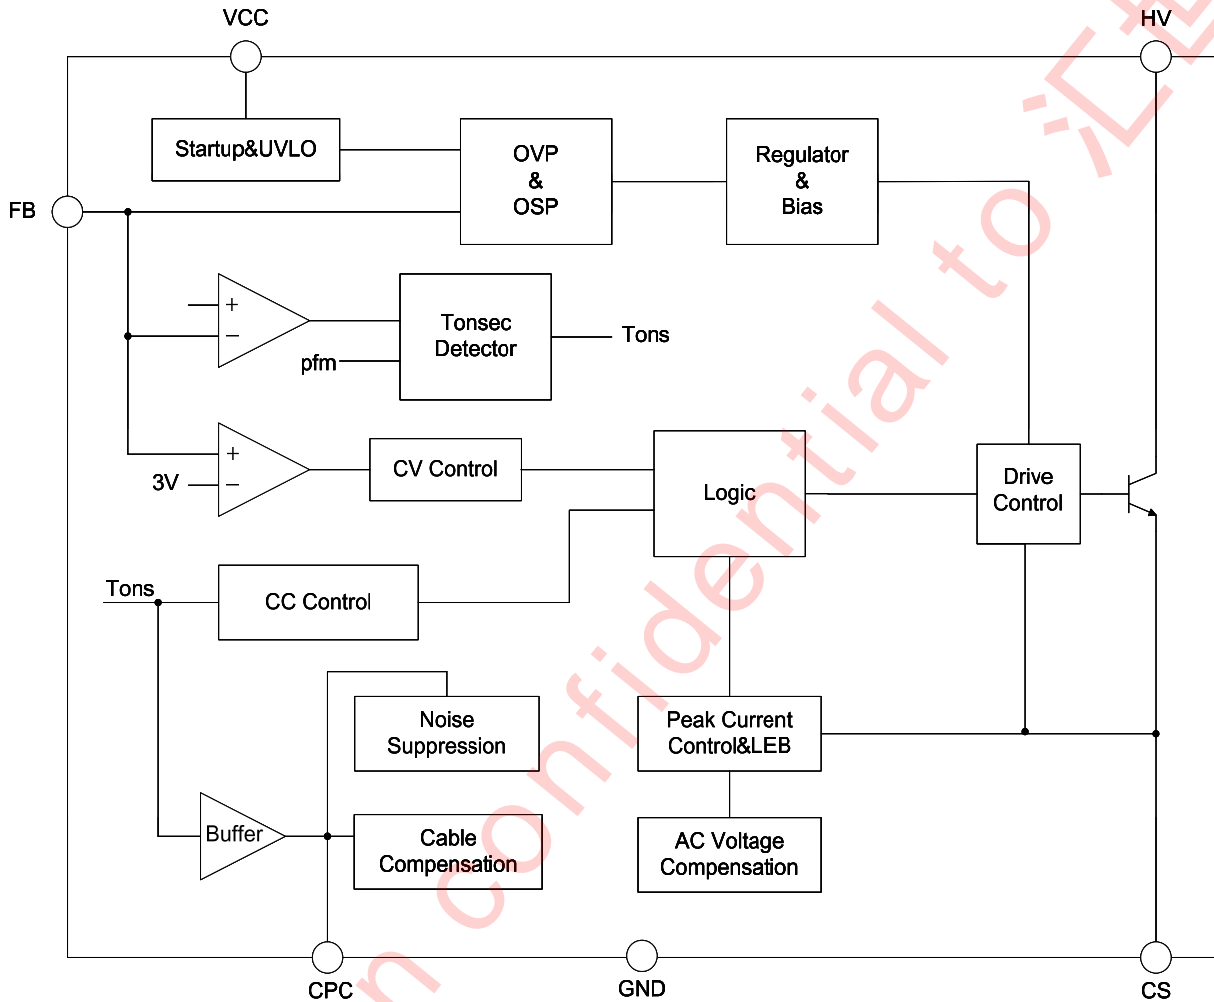 VCC
HV
Startup&UVLO
OVP
&
OSP
Regulator
&
Bias
FB
+
−
Tonsec
Detector
Tons
pfm
+
−
3V
CV Control
Logic
Drive
Control
Tons
CC Control
Noise
Suppression
Peak Current
Control&LEB
Buffer
Cable
Compensation
AC Voltage
Compensation
CPC
GND
CS
confidential to 汇